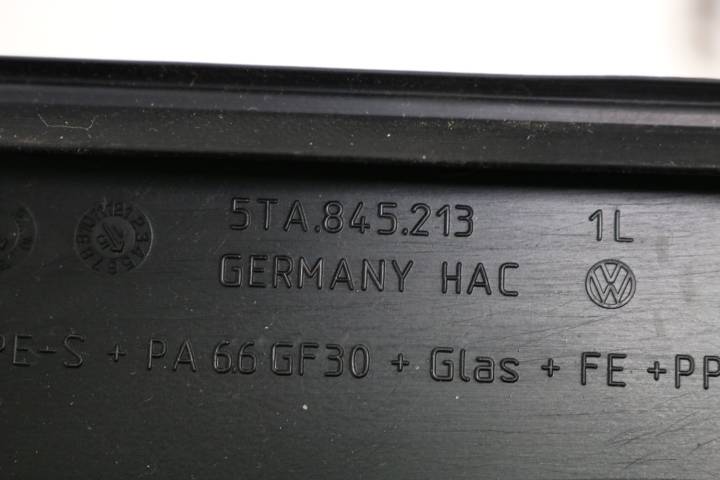 5TA.845.213 1L
GERMANY HAC
PE-S + PA 6.6 GF30 + Glas + FE + PP